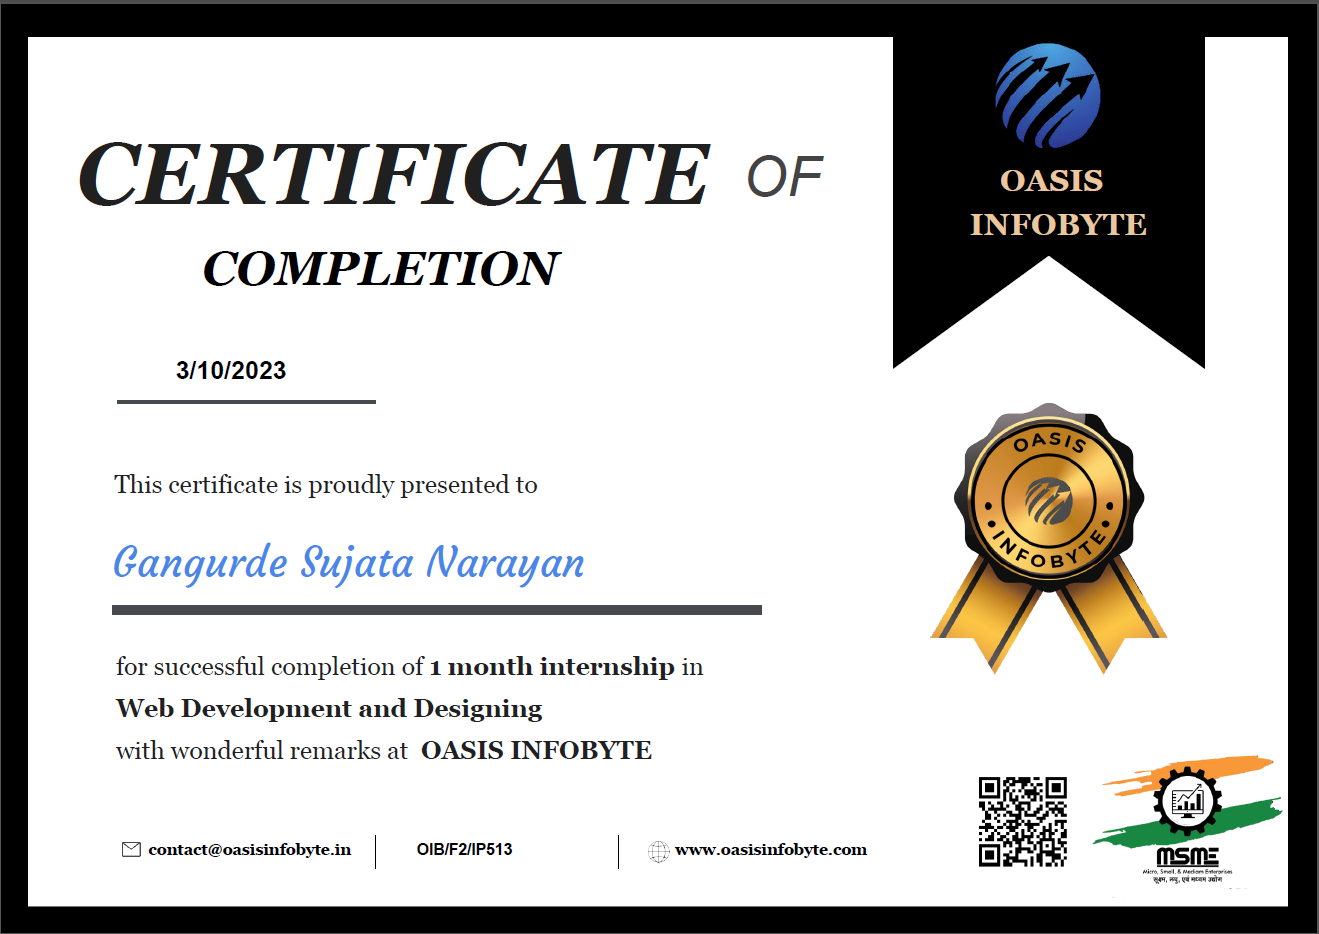 CERTIFICATE OF
COMPLETION
OASIS
INFOBYTE
3/10/2023
This certificate is proudly presented to
Gangurde Sujata Narayan
for successful completion of 1 month internship in
Web Development and Designing
with wonderful remarks at OASIS INFOBYTE
OASIS
INFOBYTE
contact@oasisinfobyte.in
OIB/F2/IP513
www.oasisinfobyte.com
MSME
Micro, Small, & Medium Enterprises
सूक्ष्म, लघु, एवं मध्यम उद्योग